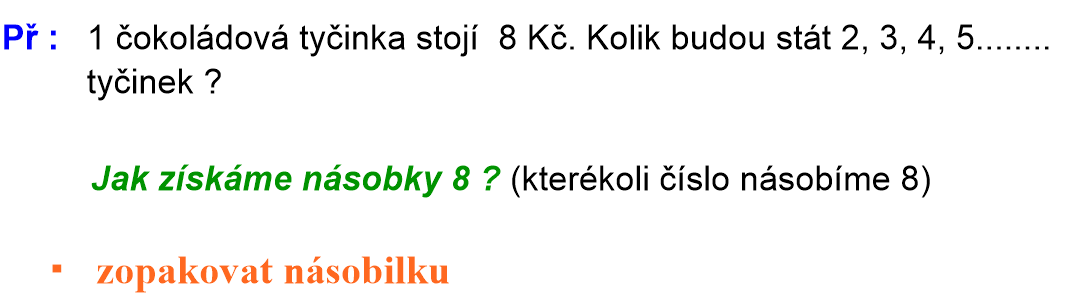 Př : 1 čokoládová tyčinka stojí 8 Kč. Kolik budou stát 2, 3, 4, 5........
tyčinek ?
Jak získáme násobky 8 ? (kterékoli číslo násobíme 8)
▪ zopakovat násobilku